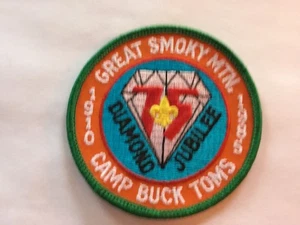 GREAT SMOKY MTN.
1910
1985
75
DIAMOND
JUBILEE
CAMP BUCK TOMS